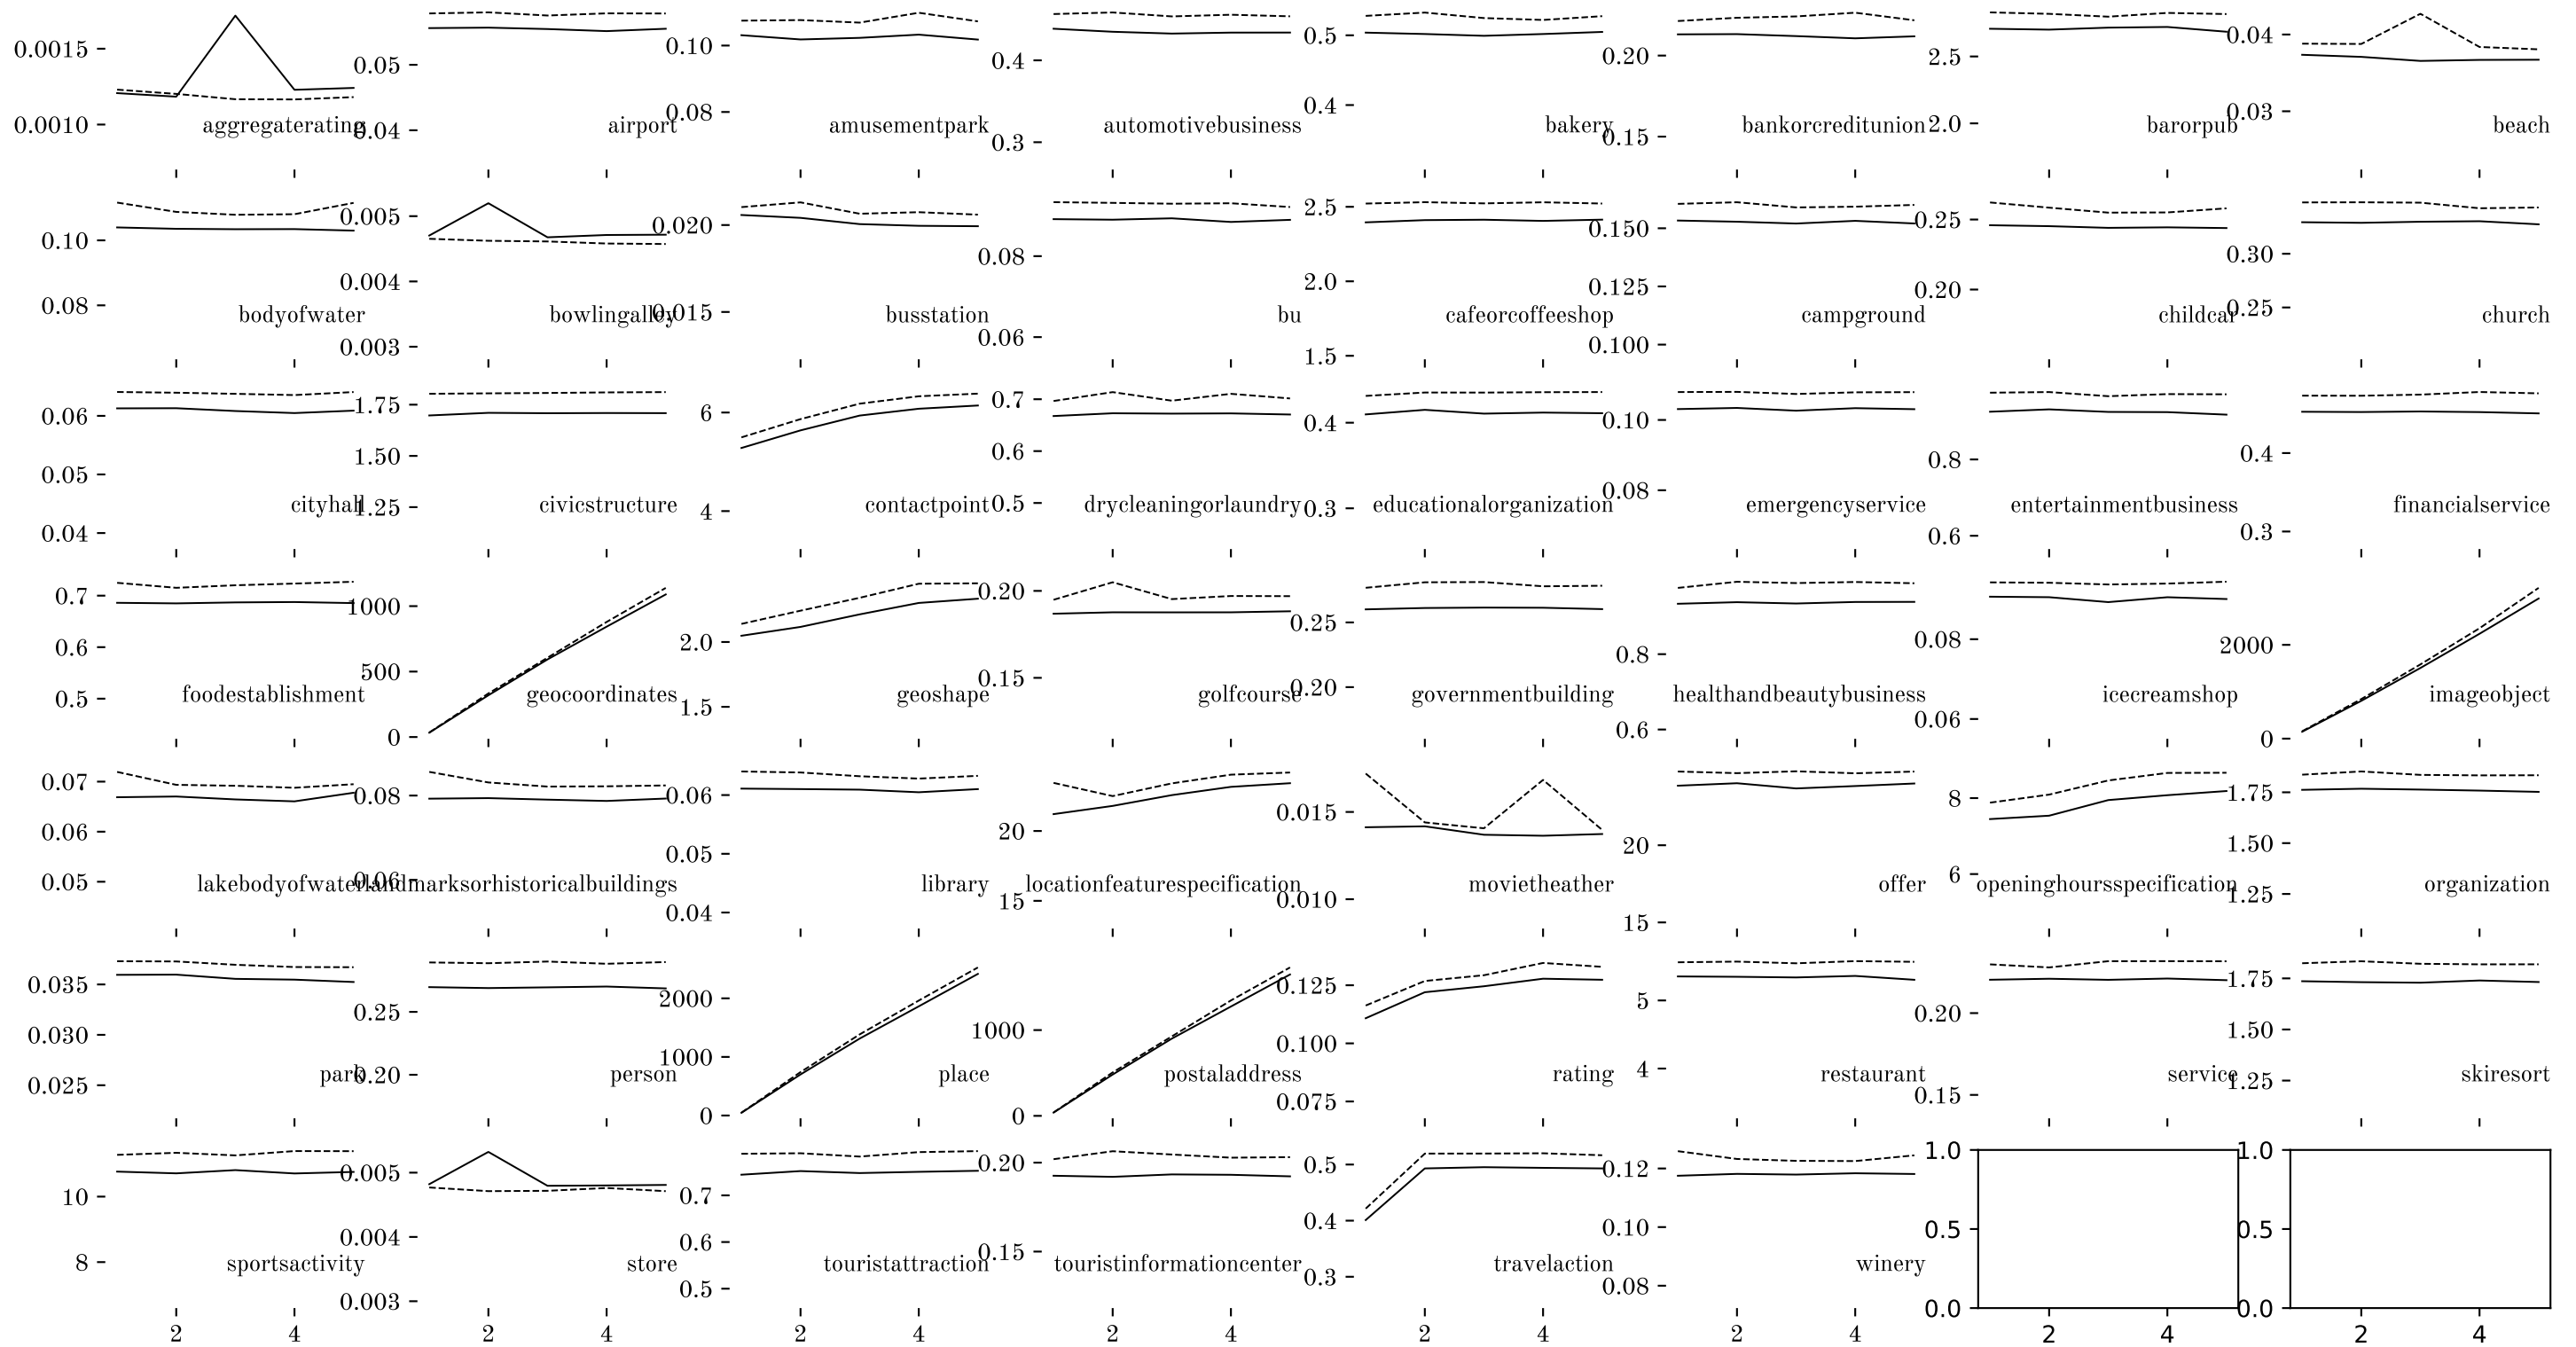 0.0015 0.05 0.10 0.4 0.5 0.20 2.5 0.04
0.0010 0.04 0.08 0.3 0.4 0.15 2.0 0.03
aggregaterating airport amusementpark automotivebusiness bakery bankorcreditunion barorpub beach
0.10 0.005 0.020 0.08 2.5 0.150 0.25 0.30
0.08 0.004 0.015 0.06 2.0 0.125 0.20 0.25
0.003 1.5 0.100
bodyofwater bowlingalley busstation bu cafeorcoffeeshop campground childcar church
0.06 1.75 6 0.7 0.4 0.10 0.8 0.4
0.05 1.50 4 0.6 0.3 0.08 0.6 0.3
0.04 1.25 0.5
cityhall civicstructure contactpoint drycleaningorlaundry educationalorganization emergencyservice entertainmentbusiness financialservice
0.7 1000 2.0 0.20 0.25 0.8 0.08 2000
0.6 500 1.5 0.15 0.20 0.6 0.06 0
0.5 0
foodestablishment geocoordinates geoshape golfcourse governmentbuilding healthandbeautybusiness icecreamshop imageobject
0.07 0.08 0.06 20 0.015 20 8 1.75
0.06 0.06 0.05 15 0.010 15 6 1.50
0.05 0.04 1.25
lakebodyofwater landmarksorhistoricalbuildings library locationfeaturespecification movietheather offer openinghoursspecification organization
0.035 0.25 2000 1000 0.125 5 0.20 1.75
0.030 0.20 1000 0 0.100 4 0.15 1.50
0.025 0 0.075 1.25
park person place postaladdress rating restaurant service skiresort
10 0.005 0.7 0.20 0.5 0.12 1.0 1.0
8 0.004 0.6 0.15 0.4 0.10 0.5 0.5
0.003 0.5 0.3 0.08 0.0 0.0
sportsactivity store touristattraction touristinformationcenter travelaction winery
2 4 2 4 2 4 2 4 2 4 2 4 2 4 2 4